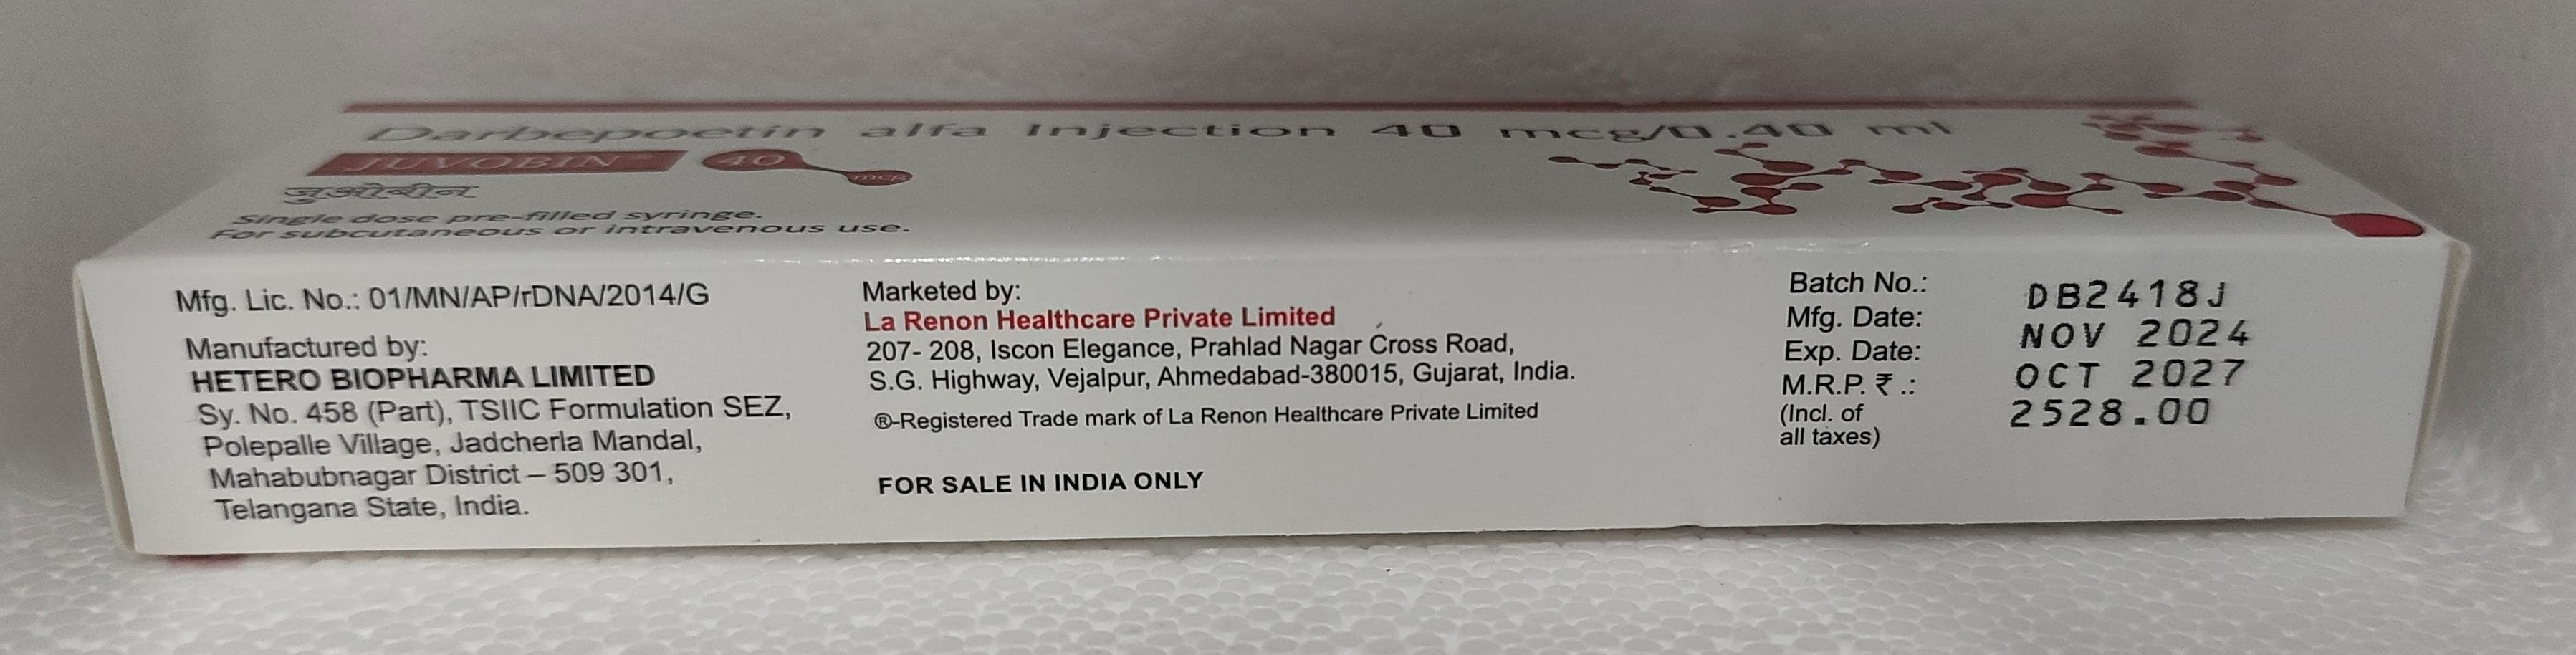 Darbepoetin alfa Injection 40 mcg/0.40 ml
JUVOBIN® 40 mcg
जुओबीन
Single dose pre-filled syringe.
For subcutaneous or intravenous use.
Mfg. Lic. No.: 01/MN/AP/rDNA/2014/G
Manufactured by:
HETERO BIOPHARMA LIMITED
Sy. No. 458 (Part), TSIIC Formulation SEZ,
Polepalle Village, Jadcherla Mandal,
Mahabubnagar District – 509 301,
Telangana State, India.
Marketed by:
La Renon Healthcare Private Limited
207- 208, Iscon Elegance, Prahlad Nagar Cross Road,
S.G. Highway, Vejalpur, Ahmedabad-380015, Gujarat, India.
®-Registered Trade mark of La Renon Healthcare Private Limited
FOR SALE IN INDIA ONLY
Batch No.: DB2418J
Mfg. Date: NOV 2024
Exp. Date: OCT 2027
M.R.P. ₹ .: 2528.00
(Incl. of
all taxes)